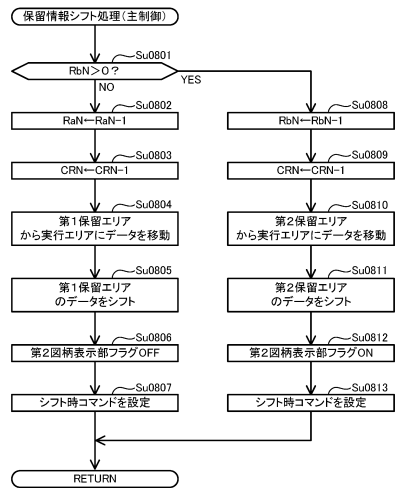 保留情報シフト処理(主制御)
Su0801
RbN>0?
NO
YES
Su0802
RaN←RaN-1
Su0803
CRN←CRN-1
Su0804
第1保留エリア
から実行エリアにデータを移動
Su0805
第1保留エリア
のデータをシフト
Su0806
第2図柄表示部フラグOFF
Su0807
シフト時コマンドを設定
Su0808
RbN←RbN-1
Su0809
CRN←CRN-1
Su0810
第2保留エリア
から実行エリアにデータを移動
Su0811
第2保留エリア
のデータをシフト
Su0812
第2図柄表示部フラグON
Su0813
シフト時コマンドを設定
RETURN